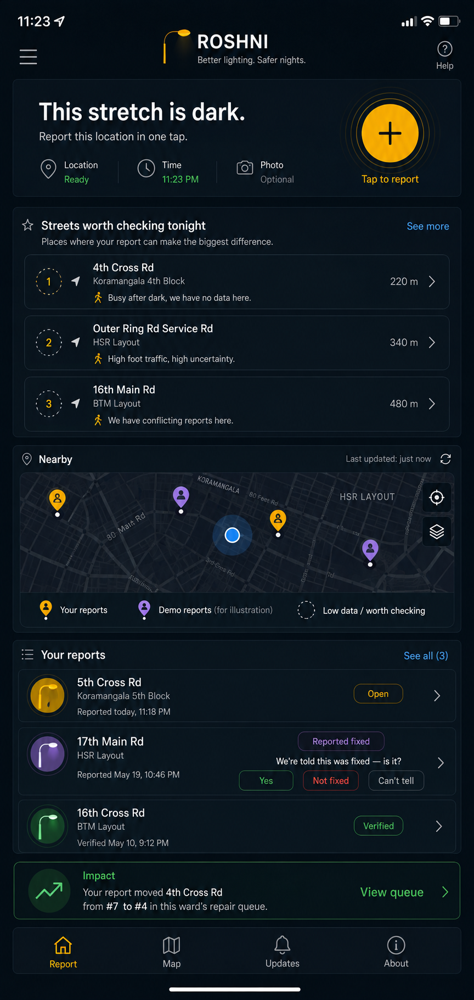 11:23
ROSHNI
Better lighting. Safer nights.
Help
This stretch is dark.
Report this location in one tap.
Location
Ready
Time
11:23 PM
Photo
Optional
Tap to report
Streets worth checking tonight
See more
Places where your report can make the biggest difference.
1
4th Cross Rd
Koramangala 4th Block
Busy after dark, we have no data here.
220 m
2
Outer Ring Rd Service Rd
HSR Layout
High foot traffic, high uncertainty.
340 m
3
16th Main Rd
BTM Layout
We have conflicting reports here.
480 m
Nearby
Last updated: just now
KORAMANGALA
80 Feet Rd
HSR LAYOUT
Rd
Rd
Your reports
Demo reports (for illustration)
Low data / worth checking
Your reports
See all (3)
5th Cross Rd
Koramangala 5th Block
Reported today, 11:18 PM
Open
17th Main Rd
HSR Layout
Reported May 19, 10:46 PM
Reported fixed
We're told this was fixed — is it?
Yes
Not fixed
Can't tell
16th Cross Rd
BTM Layout
Verified May 10, 9:12 PM
Verified
Impact
Your report moved 4th Cross Rd
from #7 to #4 in this ward's repair queue.
View queue
Report
Map
Updates
About